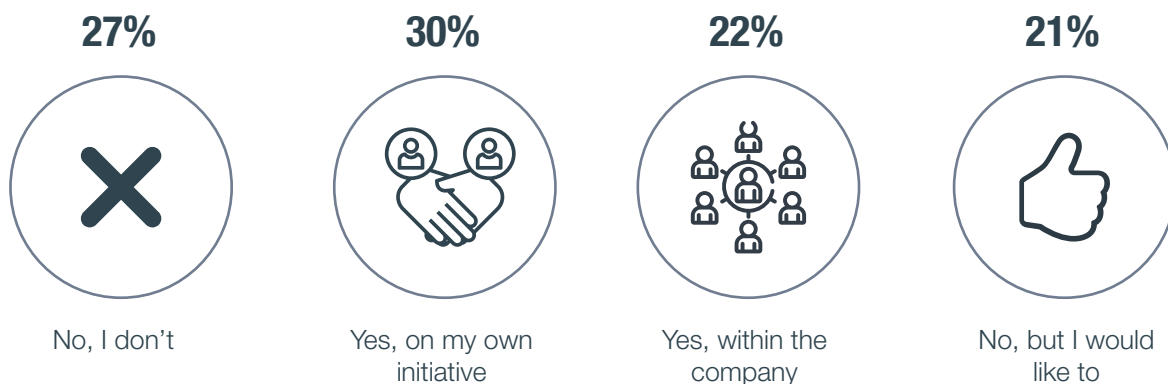 27%
30%
22%
21%
No, I don’t
Yes, on my own
initiative
Yes, within the
company
No, but I would
like to